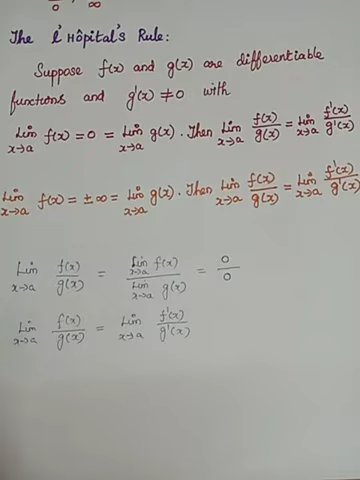 0 , ∞
The l'Hôpital's Rule:
Suppose f(x) and g(x) are differentiable
functions and g'(x) ≠ 0 with
Lim x→a f(x) = 0 = Lim x→a g(x). Then Lim x→a f(x)/g(x) = Lim x→a f'(x)/g'(x)
Lim x→a f(x) = ±∞ = Lim x→a g(x). Then Lim x→a f(x)/g(x) = Lim x→a f'(x)/g'(x)
Lim x→a f(x)/g(x) = Lim x→a f(x) / Lim x→a g(x) = 0/0
Lim x→a f(x)/g(x) = Lim x→a f'(x)/g'(x)